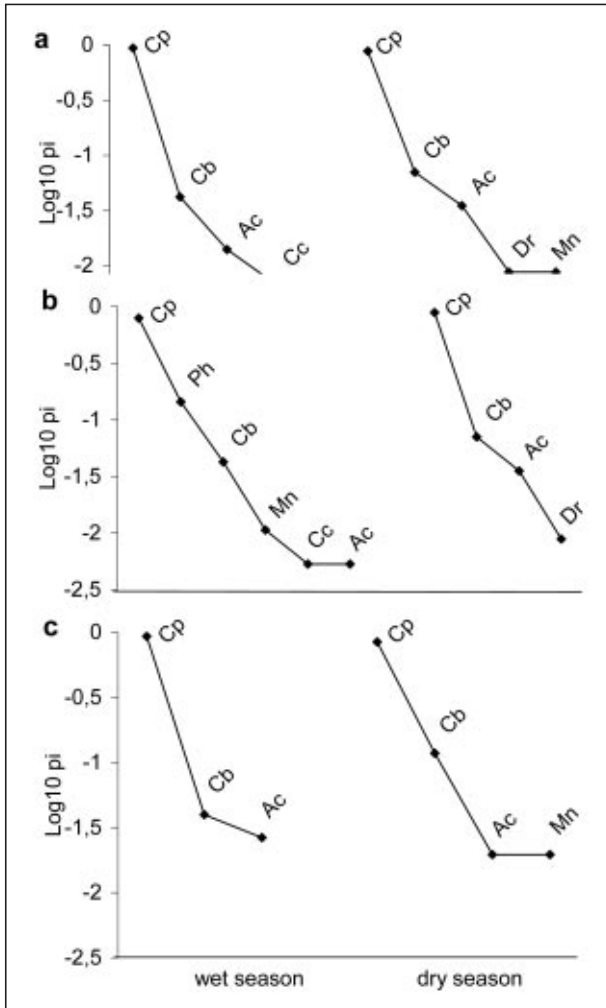 a
Log10 pi
0
-0,5
-1
-1.5
-2
Cp
Cb
Ac
Cc
Cp
Cb
Ac
Dr
Mn
b
Log10 pi
0
-0,5
-1
-1,5
-2
-2,5
Cp
Ph
Cb
Mn
Cc
Ac
Cp
Cb
Ac
Dr
c
Log10 pi
0
-0,5
-1
-1,5
-2
-2,5
Cp
Cb
Ac
Cp
Cb
Ac
Mn
wet season
dry season